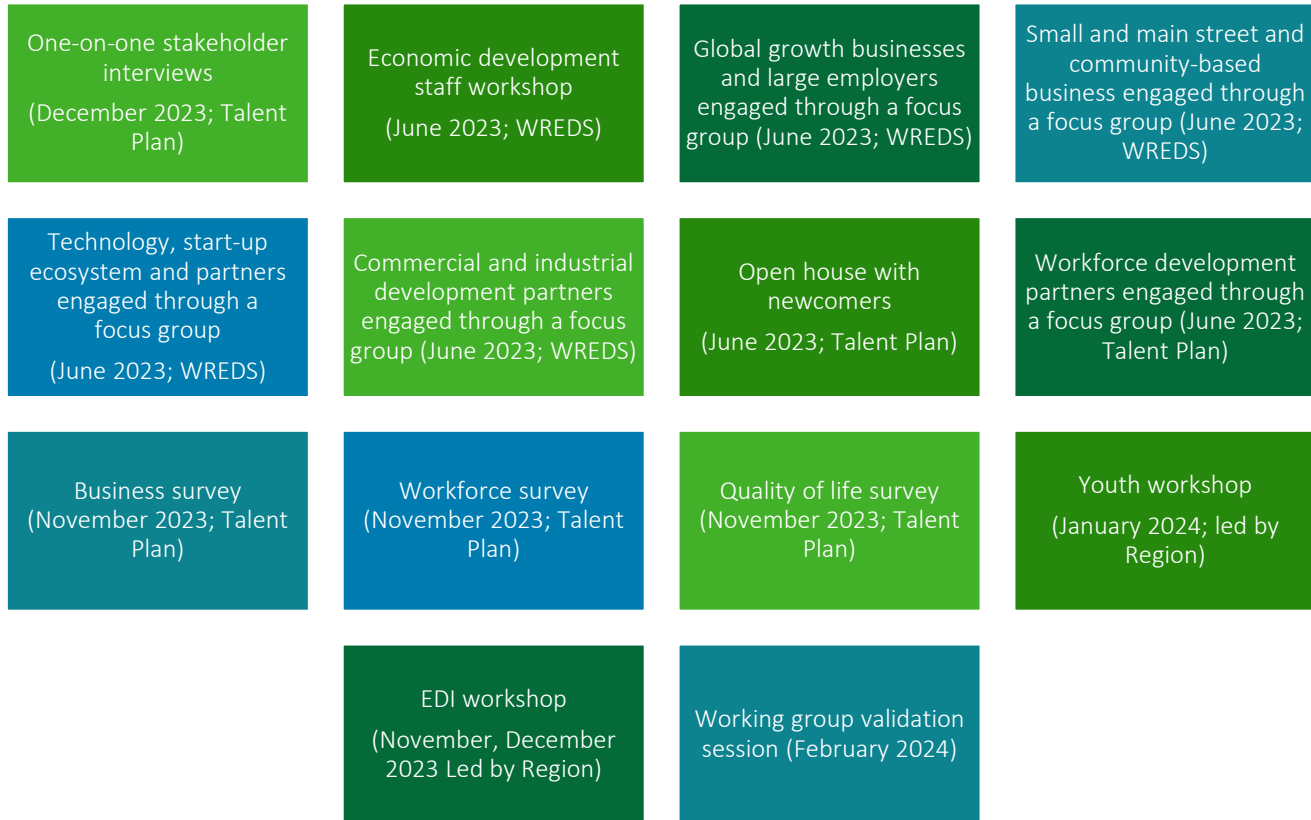 One-on-one stakeholder
interviews
(December 2023; Talent
Plan)
Economic development
staff workshop
(June 2023; WREDS)
Global growth businesses
and large employers
engaged through a focus
group (June 2023; WREDS)
Small and main street and
community-based
business engaged through
a focus group (June 2023;
WREDS)
Technology, start-up
ecosystem and partners
engaged through a
focus group
(June 2023; WREDS)
Commercial and industrial
development partners
engaged through a focus
group (June 2023; WREDS)
Open house with
newcomers
(June 2023; Talent Plan)
Workforce development
partners engaged through
a focus group (June 2023;
Talent Plan)
Business survey
(November 2023; Talent
Plan)
Workforce survey
(November 2023; Talent
Plan)
Quality of life survey
(November 2023; Talent
Plan)
Youth workshop
(January 2024; led by
Region)
EDI workshop
(November, December
2023 Led by Region)
Working group validation
session (February 2024)